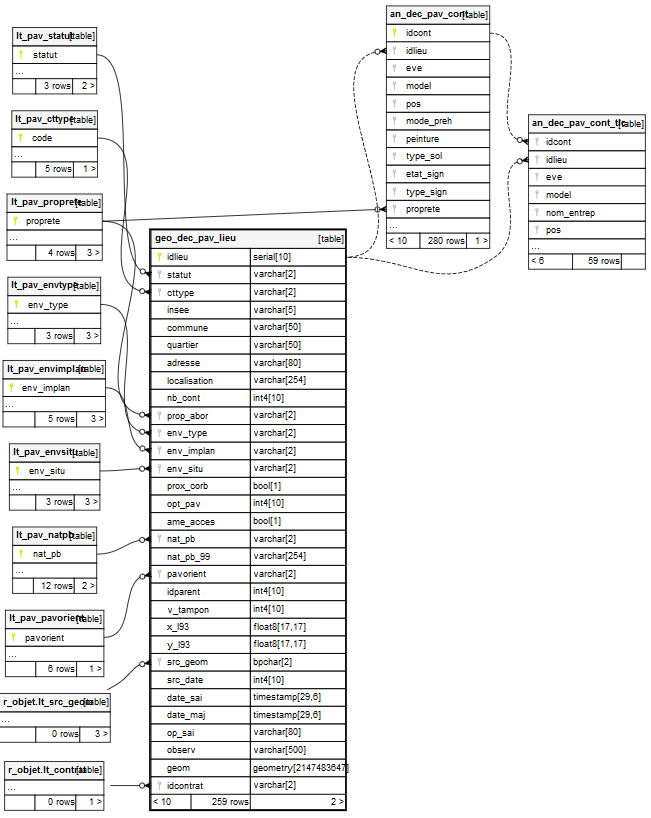 lt_pav_statut [table]
statut
...
3 rows 2 >
lt_pav_cttype [table]
code
...
5 rows 1 >
lt_pav_proprete [table]
proprete
...
4 rows 3 >
lt_pav_envtype [table]
env_type
...
3 rows 3 >
lt_pav_envimplan [table]
env_implan
...
5 rows 3 >
lt_pav_envsitu [table]
env_situ
...
3 rows 3 >
lt_pav_natpb [table]
nat_pb
...
12 rows 2 >
lt_pav_pavorient [table]
pavorient
...
6 rows 1 >
r_objet.lt_src_geom [table]
...
0 rows 3 >
r_objet.lt_contrat [table]
...
0 rows 1 >
geo_dec_pav_lieu [table]
idlieu serial[10]
statut varchar[2]
cttype varchar[2]
insee varchar[5]
commune varchar[50]
quartier varchar[50]
adresse varchar[80]
localisation varchar[254]
nb_cont int4[10]
prop_abor varchar[2]
env_type varchar[2]
env_implan varchar[2]
env_situ varchar[2]
prox_corb bool[1]
opt_pav int4[10]
ame_acces bool[1]
nat_pb varchar[2]
nat_pb_99 varchar[254]
pavorient varchar[2]
idparent int4[10]
v_tampon int4[10]
x_l93 float8[17,17]
y_l93 float8[17,17]
src_geom bpchar[2]
src_date int4[10]
date_sai timestamp[29,6]
date_maj timestamp[29,6]
op_sai varchar[80]
observ varchar[500]
geom geometry[2147483647]
idcontrat varchar[2]
< 10 259 rows 2 >
an_dec_pav_cont [table]
idcont
idlieu
eve
model
pos
mode_preh
peinture
type_sol
etat_sign
type_sign
proprete
...
< 10 280 rows 1 >
an_dec_pav_cont_tlc [table]
idcont
idlieu
eve
model
nom_entrep
pos
...
< 6 59 rows